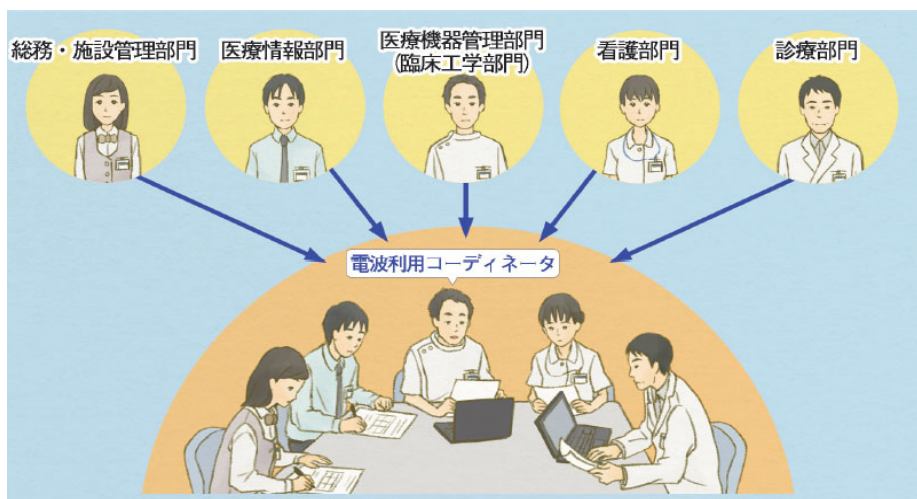 総務・施設管理部門
医療情報部門
医療機器管理部門
(臨床工学部門)
看護部門
診療部門
電波利用コーディネータ